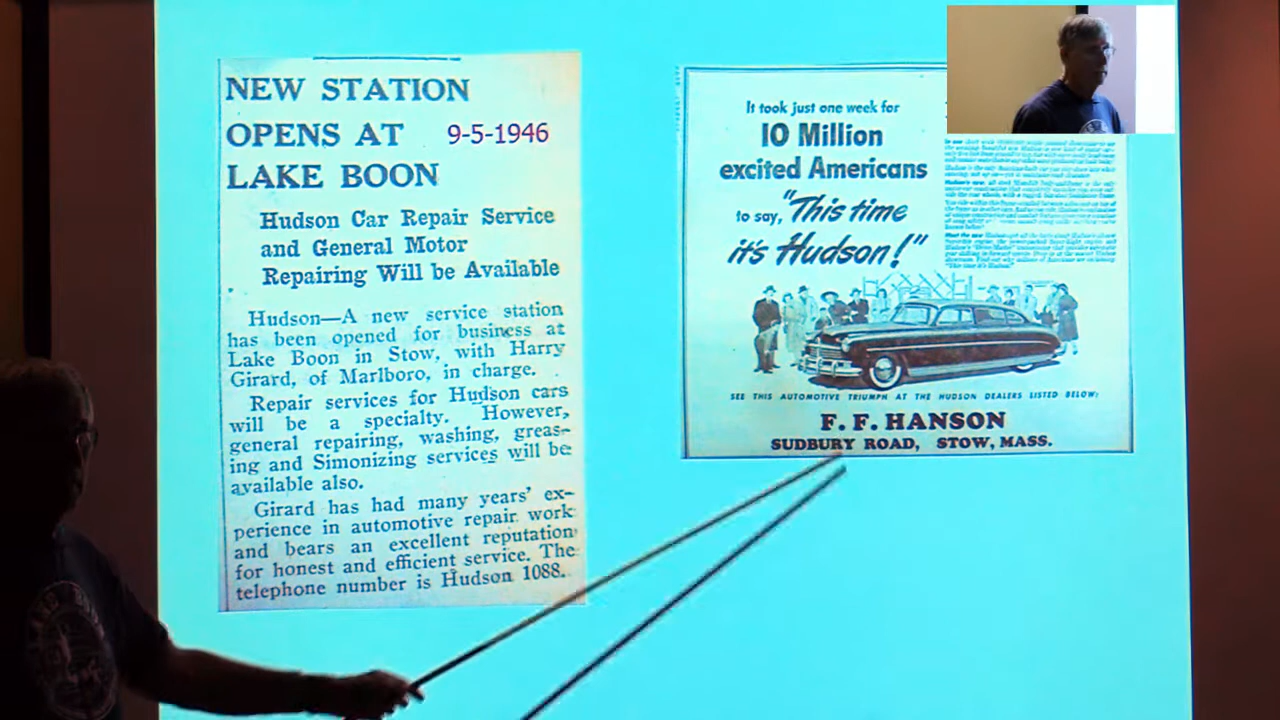 NEW STATION
OPENS AT
9-5-1946
LAKE BOON
Hudson Car Repair Service
and General Motor
Repairing Will be Available
Hudson—A new service station
has been opened for business at
Lake Boon in Stow, with Harry
Girard, of Marlboro, in charge.
Repair services for Hudson cars
will be a specialty. However,
general repairing, washing, greas-
ing and Simonizing services will be
available also.
Girard has had many years' ex-
perience in automotive repair work
and bears an excellent reputation
for honest and efficient service. The
telephone number is Hudson 1088.
It took just one week for
10 Million
excited Americans
to say, "This time
it's Hudson!"
SEE THIS AUTOMOTIVE TRIUMPH AT THE HUDSON DEALERS LISTED BELOW:
F. F. HANSON
SUDBURY ROAD, STOW, MASS.